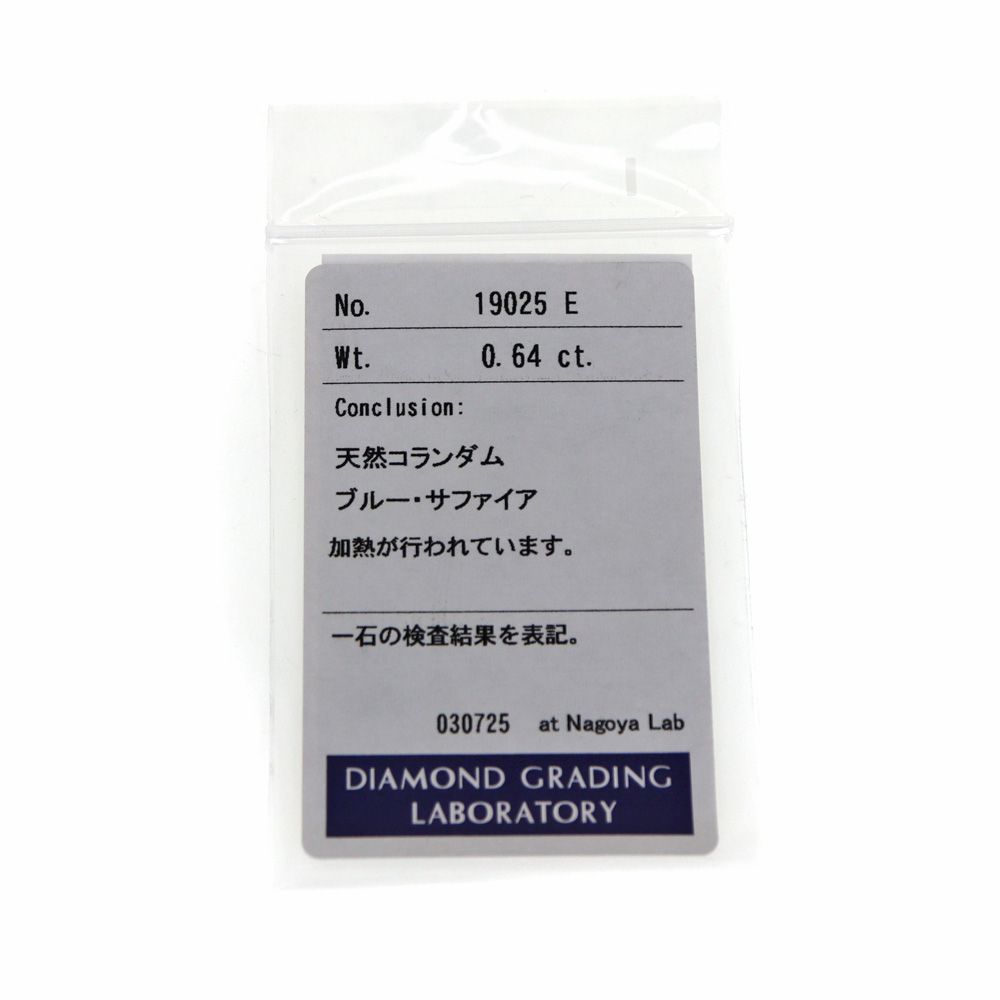 No. 19025 E
Wt. 0.64 ct.
Conclusion:
天然コランダム
ブルー・サファイア
加熱が行われています。
一石の検査結果を表記。
030725 at Nagoya Lab
DIAMOND GRADING
LABORATORY